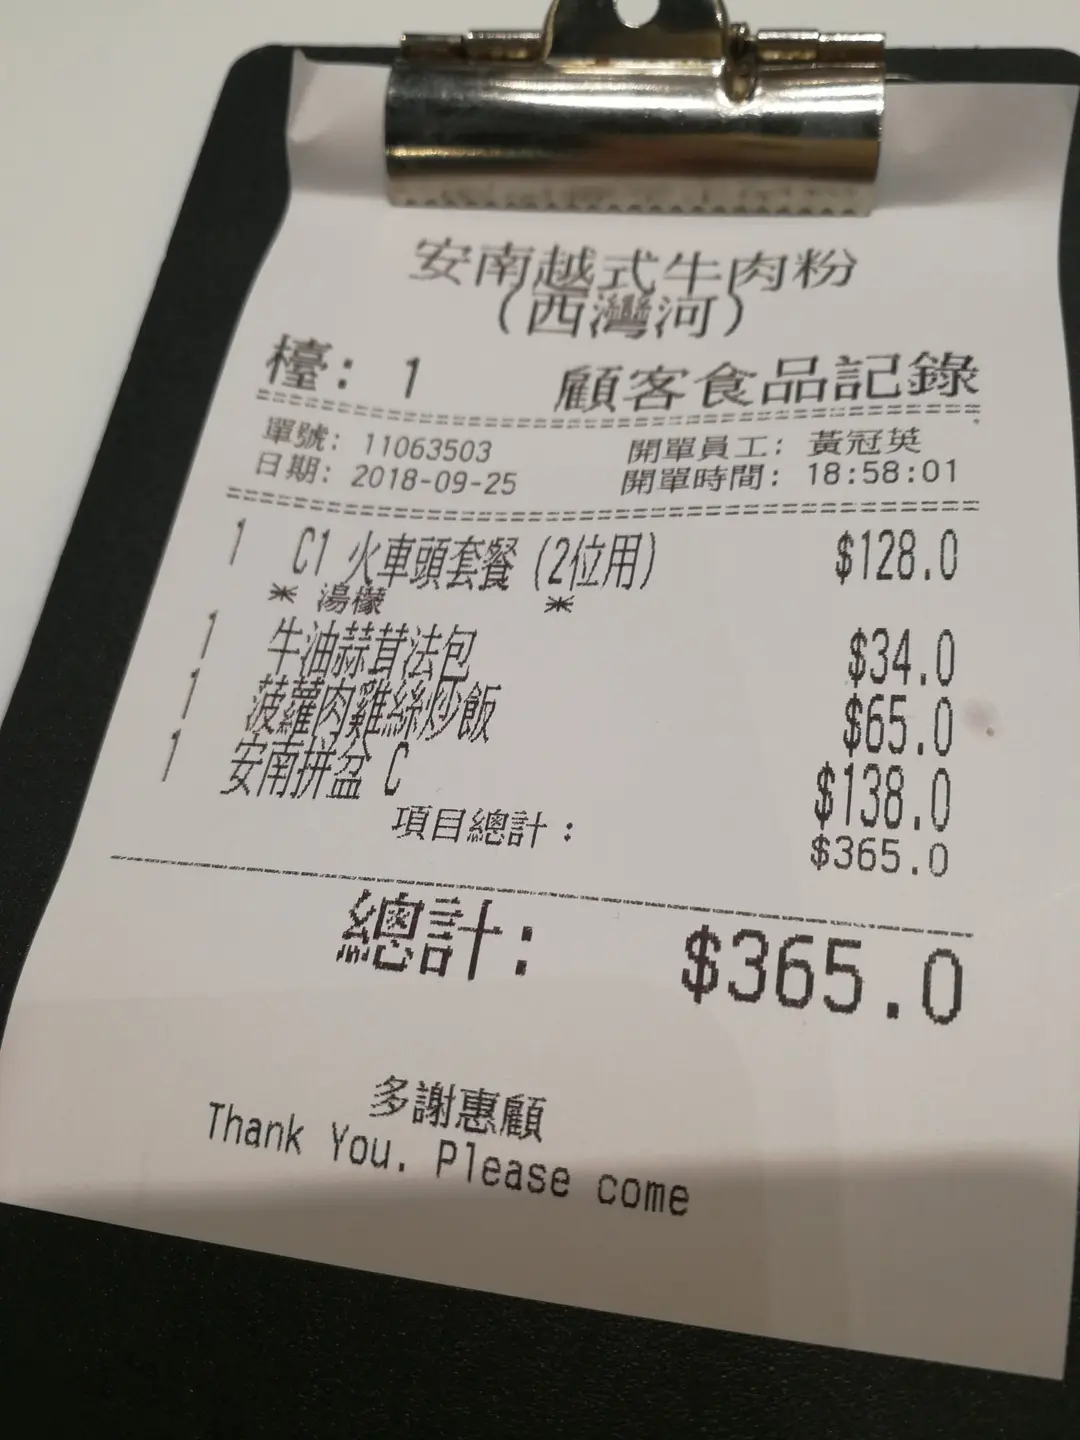 安南越式牛肉粉
(西灣河)
檯: 1 顧客食品記錄
單號: 11063503 開單員工: 黃冠英
日期: 2018-09-25 開單時間: 18:58:01
1 C1 火車頭套餐 (2位用) $128.0
* 湯檬 *
1 牛油蒜茸法包 $34.0
1 菠蘿肉雞絲炒飯 $65.0
1 安南拼盆 C $138.0
項目總計: $365.0
總計: $365.0
多謝惠顧
Thank You. Please come